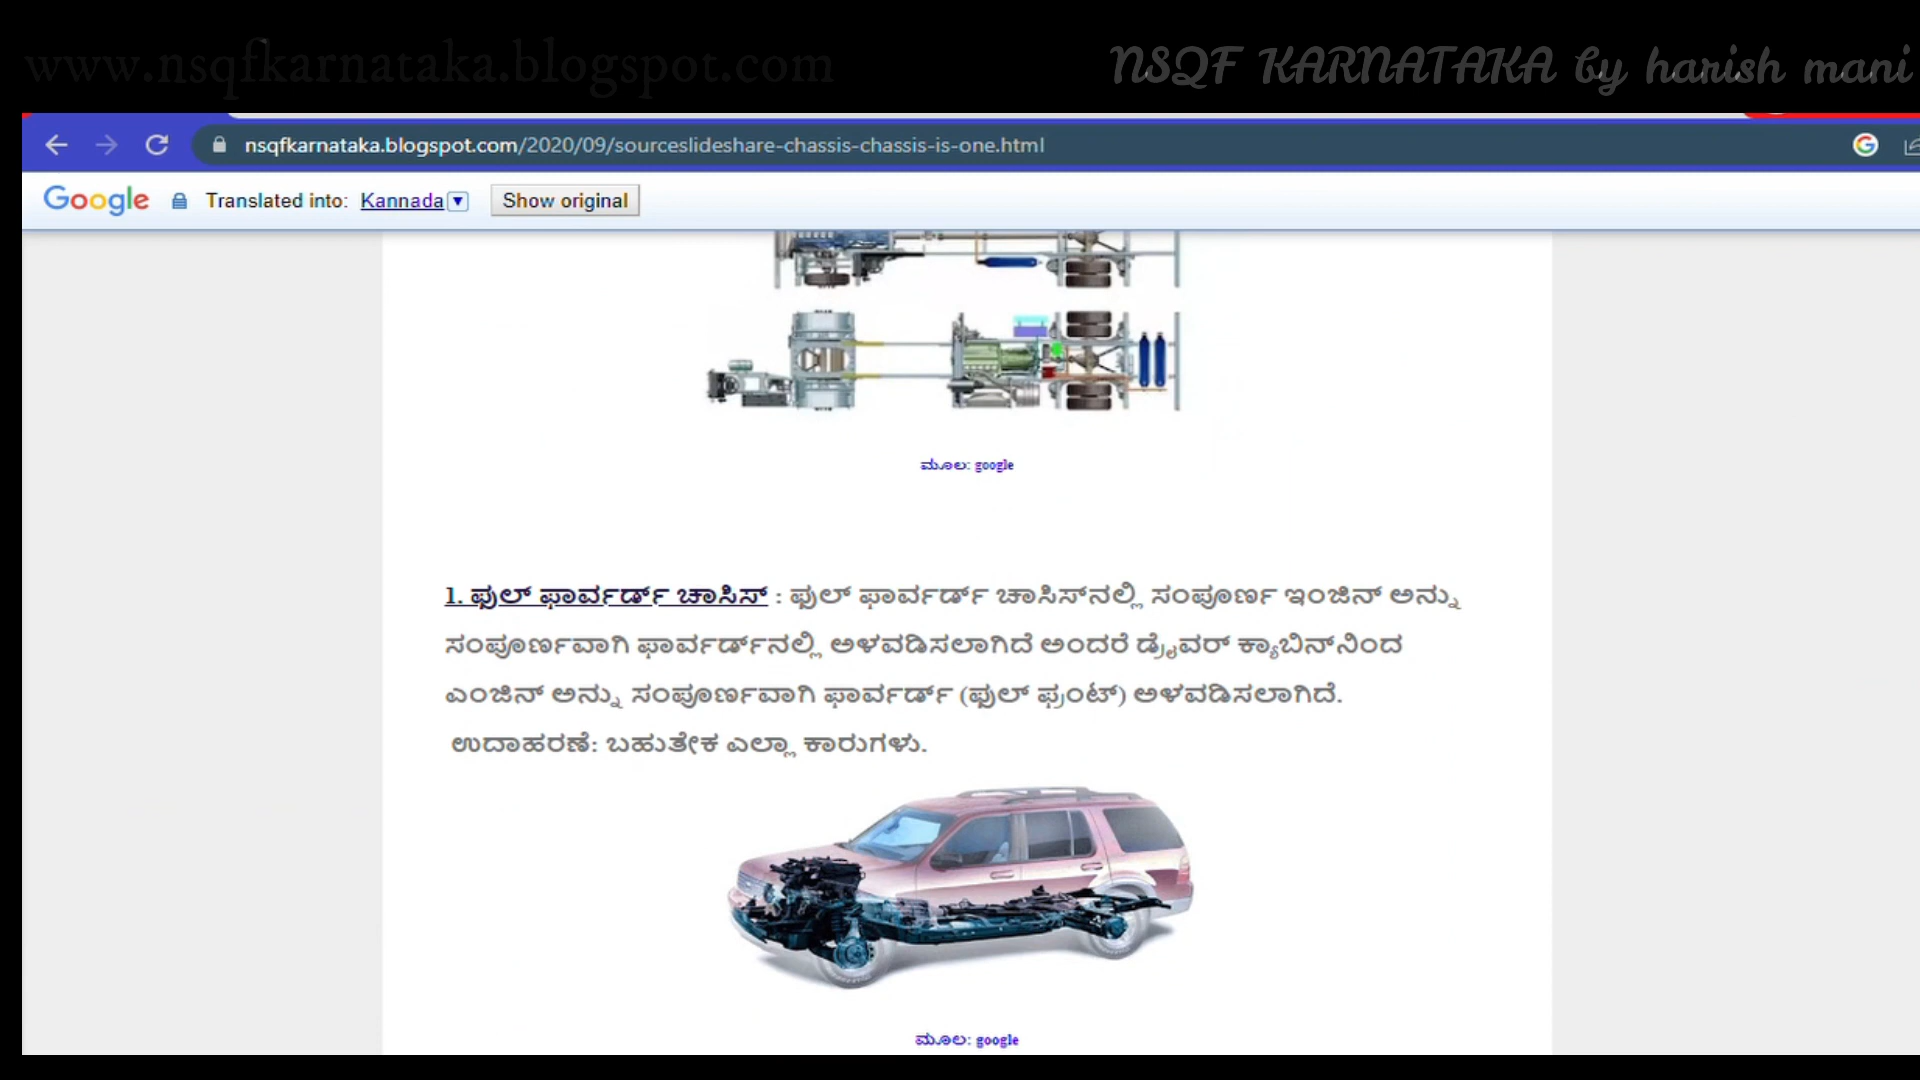 www.nsqfkarnataka.blogspot.com
NSQF KARNATAKA by harish mani
nsqfkarnataka.blogspot.com/2020/09/sourceslideshare-chassis-chassis-is-one.html
Google Translated into: Kannada Show original
ಮೂಲ: google
1. ಫುಲ್ ಫಾರ್ವರ್ಡ್ ಚಾಸಿಸ್ : ಫುಲ್ ಫಾರ್ವರ್ಡ್ ಚಾಸಿಸ್‌ನಲ್ಲಿ ಸಂಪೂರ್ಣ ಇಂಜಿನ್ ಅನ್ನು
ಸಂಪೂರ್ಣವಾಗಿ ಫಾರ್ವರ್ಡ್‌ನಲ್ಲಿ ಅಳವಡಿಸಲಾಗಿದೆ ಅಂದರೆ ಡ್ರೈವರ್ ಕ್ಯಾಬಿನ್‌ನಿಂದ
ಎಂಜಿನ್ ಅನ್ನು ಸಂಪೂರ್ಣವಾಗಿ ಫಾರ್ವರ್ಡ್ (ಫುಲ್ ಫ್ರಂಟ್) ಅಳವಡಿಸಲಾಗಿದೆ.
ಉದಾಹರಣೆ: ಬಹುತೇಕ ಎಲ್ಲಾ ಕಾರುಗಳು.
ಮೂಲ: google